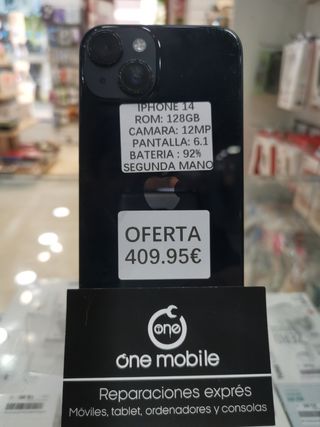 IPHONE 14
ROM: 128GB
CAMARA: 12MP
PANTALLA: 6.1
BATERIA : 92%
SEGUNDA MANO
OFERTA
409.95€
one
one mobile
Reparaciones exprés
Móviles, tablet, ordenadores y consolas